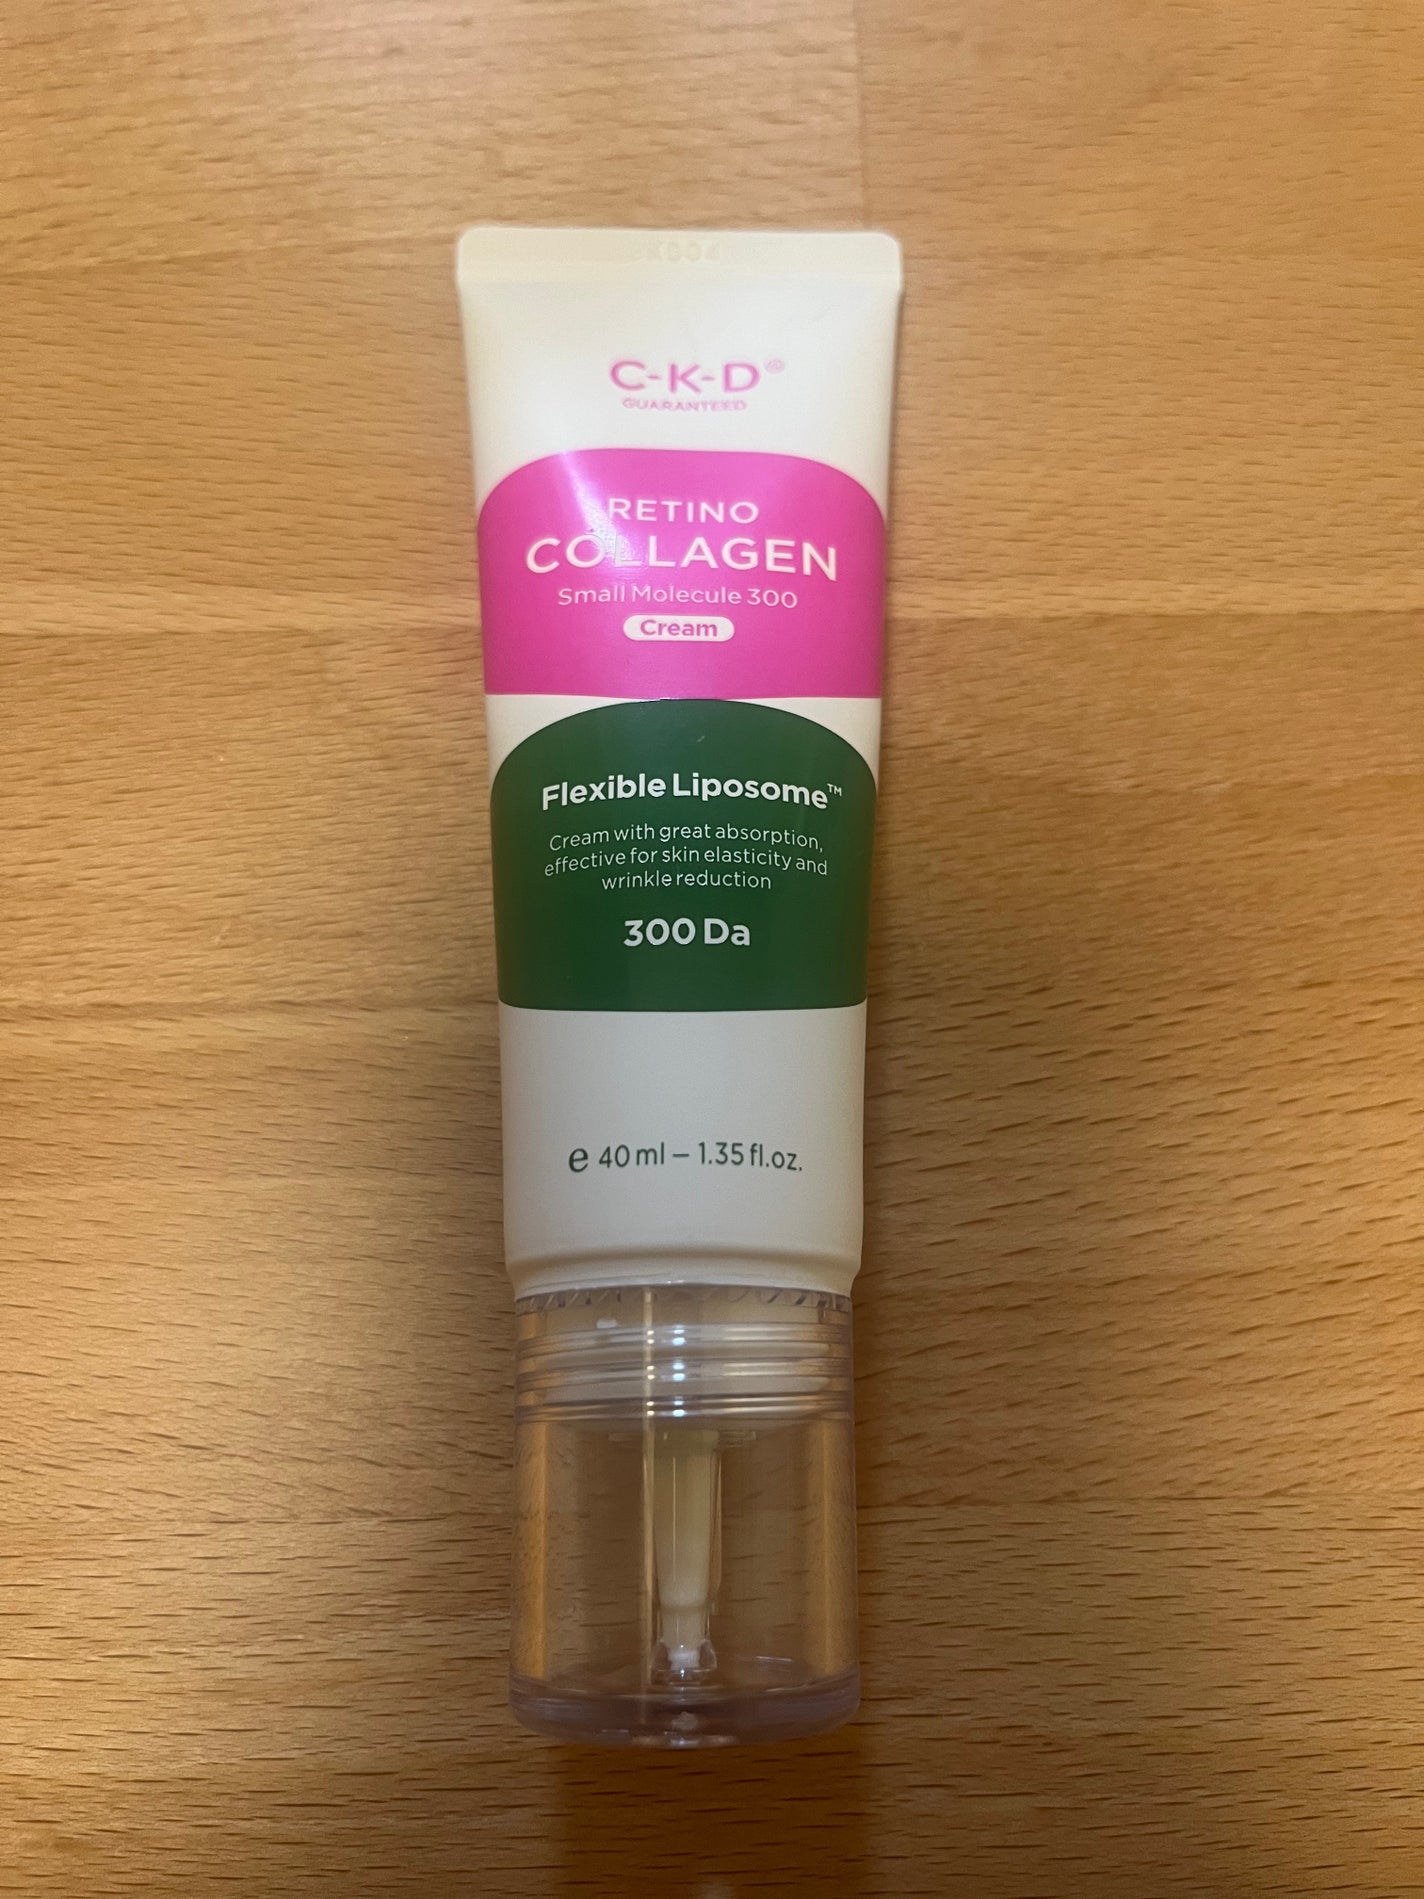 C-K-D®
GUARANTEED
RETINO
COLLAGEN
Small Molecule 300
Cream
Flexible Liposome™
Cream with great absorption,
effective for skin elasticity and
wrinkle reduction
300 Da
℮ 40 ml – 1.35 fl.oz.